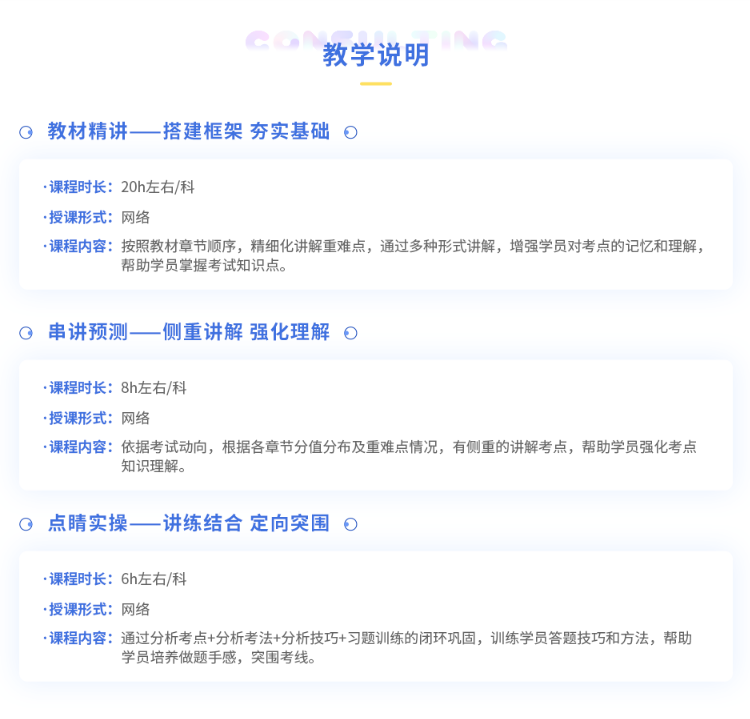 CONSULTING
教学说明
教材精讲——搭建框架 夯实基础
·课程时长：20h左右/科
·授课形式：网络
·课程内容：按照教材章节顺序，精细化讲解重难点，通过多种形式讲解，增强学员对考点的记忆和理解，
帮助学员掌握考试知识点。
串讲预测——侧重讲解 强化理解
·课程时长：8h左右/科
·授课形式：网络
·课程内容：依据考试动向，根据各章节分值分布及重难点情况，有侧重的讲解考点，帮助学员强化考点
知识理解。
点睛实操——讲练结合 定向突围
·课程时长：6h左右/科
·授课形式：网络
·课程内容：通过分析考点+分析考法+分析技巧+习题训练的闭环巩固，训练学员答题技巧和方法，帮助
学员培养做题手感，突围考线。